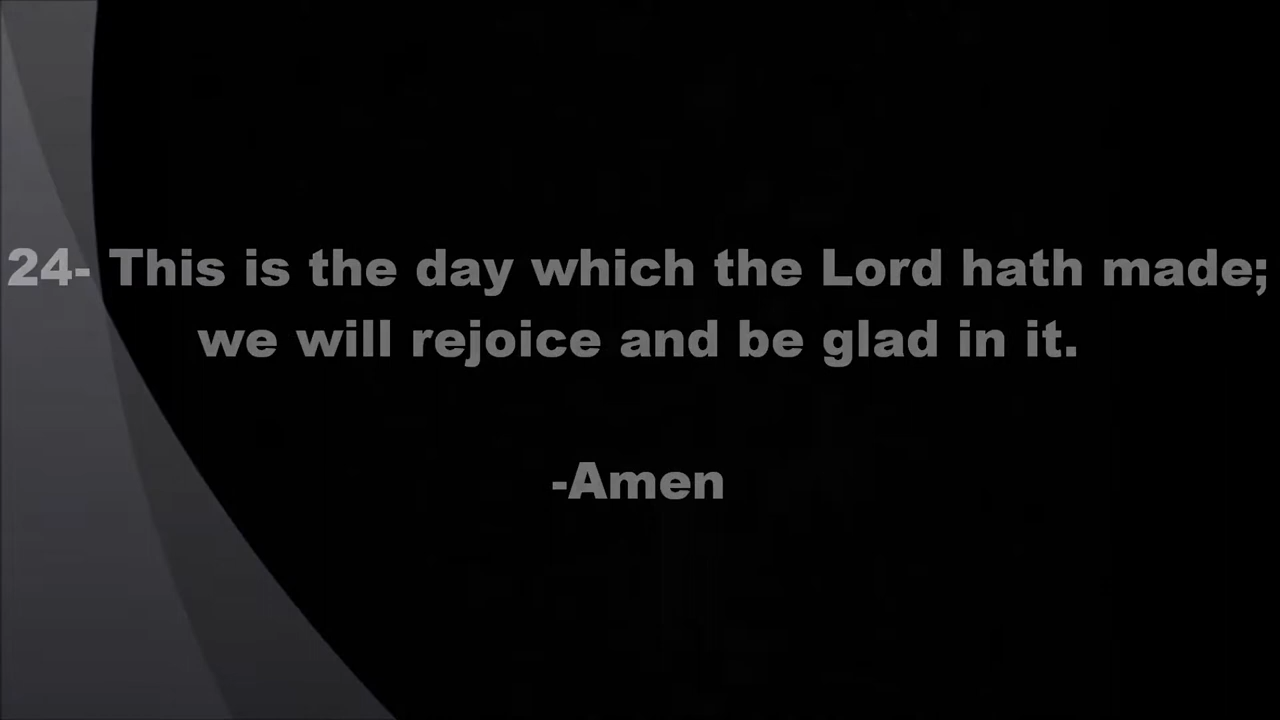 24- This is the day which the Lord hath made;
we will rejoice and be glad in it.
-Amen